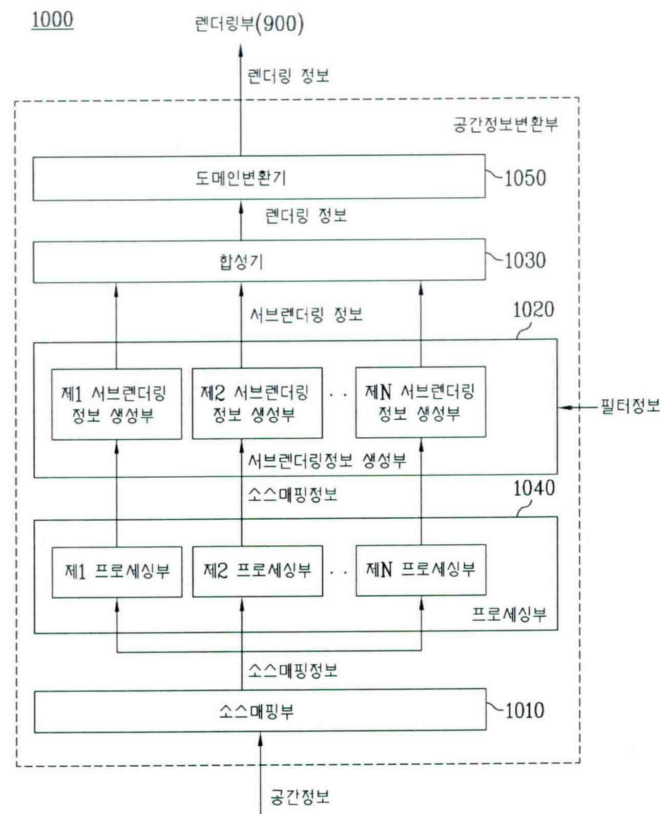 1000
렌더링부(900)
렌더링 정보
공간정보변환부
도메인변환기
1050
렌더링 정보
합성기
1030
서브렌더링 정보
1020
제1 서브렌더링
정보 생성부
제2 서브렌더링
정보 생성부
. .
제N 서브렌더링
정보 생성부
필터정보
서브렌더링정보 생성부
소스매핑정보
1040
제1 프로세싱부
제2 프로세싱부
. .
제N 프로세싱부
프로세싱부
소스매핑정보
소스매핑부
1010
공간정보